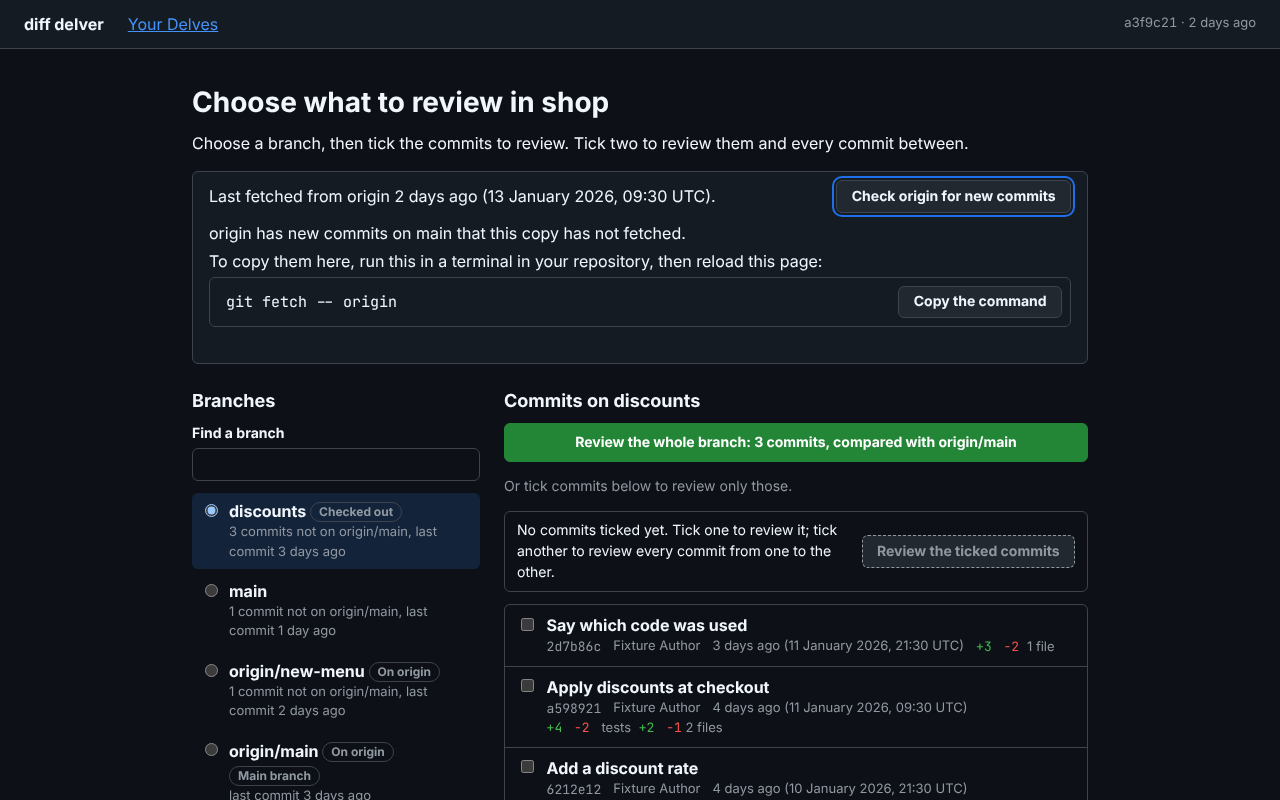 diff delver
Your Delves
a3f9c21 · 2 days ago
Choose what to review in shop
Choose a branch, then tick the commits to review. Tick two to review them and every commit between.
Last fetched from origin 2 days ago (13 January 2026, 09:30 UTC).
Check origin for new commits
origin has new commits on main that this copy has not fetched.
To copy them here, run this in a terminal in your repository, then reload this page:
git fetch -- origin
Copy the command
Branches
Find a branch
discounts Checked out
3 commits not on origin/main, last
commit 3 days ago
main
1 commit not on origin/main, last
commit 1 day ago
origin/new-menu On origin
1 commit not on origin/main, last
commit 2 days ago
origin/main On origin
Main branch
last commit 3 days ago
Commits on discounts
Review the whole branch: 3 commits, compared with origin/main
Or tick commits below to review only those.
No commits ticked yet. Tick one to review it; tick
another to review every commit from one to the
other.
Review the ticked commits
Say which code was used
2d7b86c Fixture Author 3 days ago (11 January 2026, 21:30 UTC) +3 -2 1 file
Apply discounts at checkout
a598921 Fixture Author 4 days ago (11 January 2026, 09:30 UTC)
+4 -2 tests +2 -1 2 files
Add a discount rate
6212e12 Fixture Author 4 days ago (10 January 2026, 21:30 UTC)